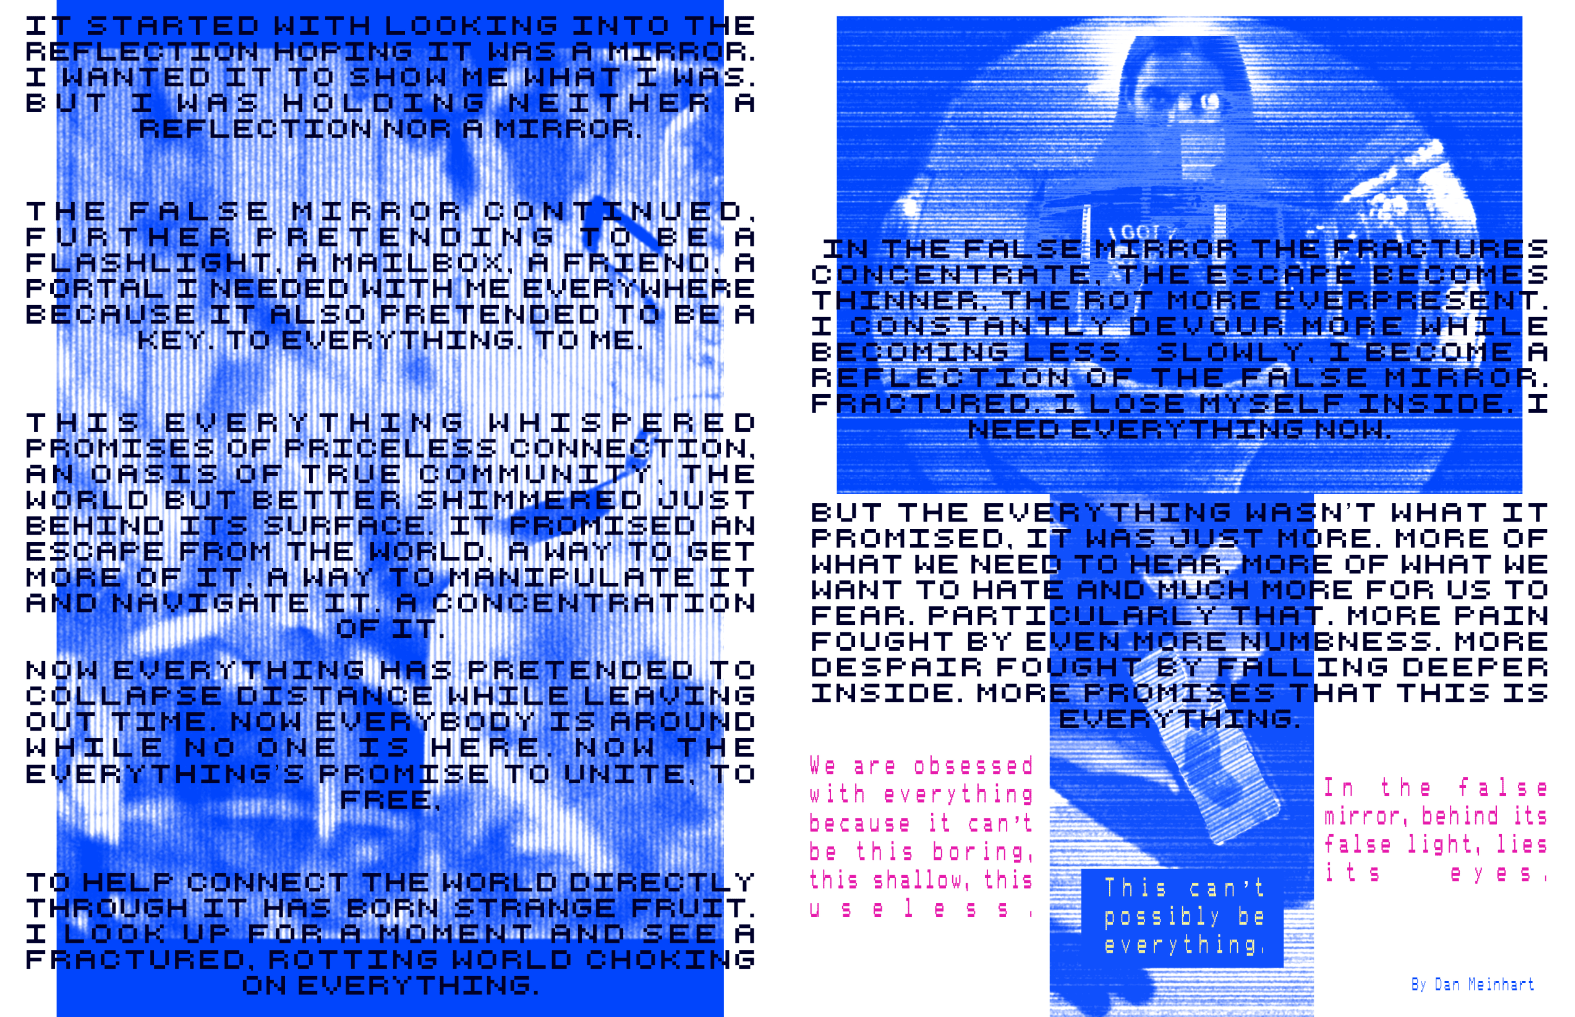 IT STARTED WITH LOOKING INTO THE
REFLECTION HOPING IT WAS A MIRROR.
I WANTED IT TO SHOW ME WHAT I WAS.
BUT I WAS HOLDING NEITHER A
REFLECTION NOR A MIRROR.
THE FALSE MIRROR CONTINUED,
FURTHER PRETENDING TO BE A
FLASHLIGHT, A MAILBOX, A FRIEND, A
PORTAL I NEEDED WITH ME EVERYWHERE
BECAUSE IT ALSO PRETENDED TO BE A
KEY. TO EVERYTHING. TO ME.
THIS EVERYTHING WHISPERED
PROMISES OF PRICELESS CONNECTION,
AN OASIS OF TRUE COMMUNITY. THE
WORLD BUT BETTER SHIMMERED JUST
BEHIND ITS SURFACE. IT PROMISED AN
ESCAPE FROM THE WORLD, A WAY TO GET
MORE OF IT, A WAY TO MANIPULATE IT
AND NAVIGATE IT. A CONCENTRATION
OF IT.
NOW EVERYTHING HAS PRETENDED TO
COLLAPSE DISTANCE WHILE LEAVING
OUT TIME. NOW EVERYBODY IS AROUND
WHILE NO ONE IS HERE. NOW THE
EVERYTHING'S PROMISE TO UNITE, TO
FREE,
TO HELP CONNECT THE WORLD DIRECTLY
THROUGH IT HAS BORN STRANGE FRUIT.
I LOOK UP FOR A MOMENT AND SEE A
FRACTURED, ROTTING WORLD CHOKING
ON EVERYTHING.
IN THE FALSE MIRROR THE FRACTURES
CONCENTRATE, THE ESCAPE BECOMES
THINNER, THE ROT MORE EVERPRESENT.
I CONSTANTLY DEVOUR MORE WHILE
BECOMING LESS. SLOWLY, I BECOME A
REFLECTION OF THE FALSE MIRROR.
FRACTURED, I LOSE MYSELF INSIDE. I
NEED EVERYTHING NOW.
BUT THE EVERYTHING WASN'T WHAT IT
PROMISED, IT WAS JUST MORE. MORE OF
WHAT WE NEED TO HEAR, MORE OF WHAT WE
WANT TO HATE AND MUCH MORE FOR US TO
FEAR. PARTICULARLY THAT. MORE PAIN
FOUGHT BY EVEN MORE NUMBNESS. MORE
DESPAIR FOUGHT BY FALLING DEEPER
INSIDE. MORE PROMISES THAT THIS IS
EVERYTHING.
We are obsessed
with everything
because it can't
be this boring,
this shallow, this
useless.
This can't
possibly be
everything.
In the false
mirror, behind its
false light, lies
its eyes.
By Dan Meinhart